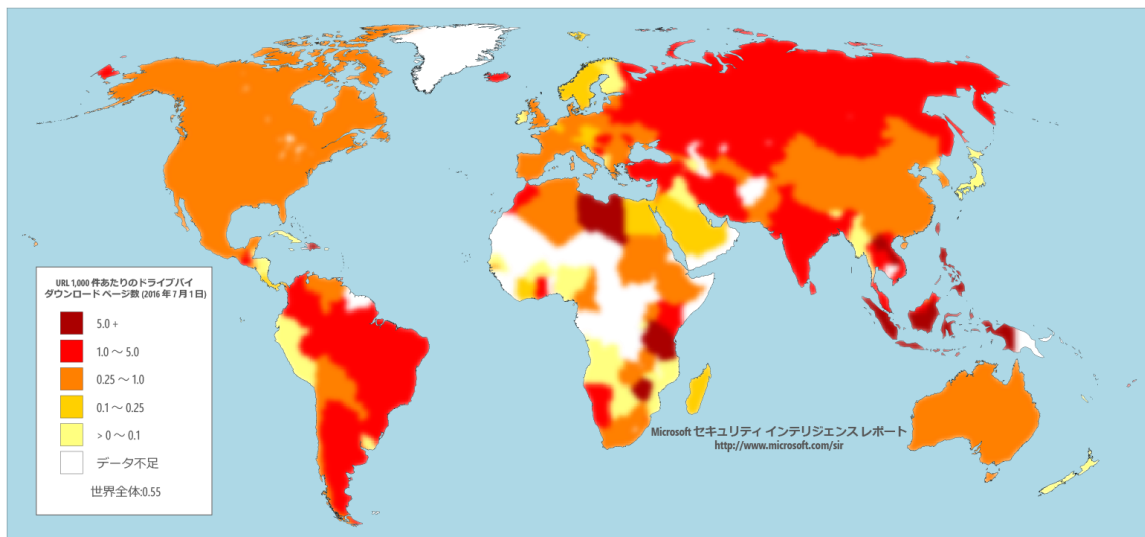 URL 1,000 件あたりのドライブバイ
ダウンロード ページ数 (2016 年 7 月 1 日)
5.0 +
1.0 ～ 5.0
0.25 ～ 1.0
0.1 ～ 0.25
> 0 ～ 0.1
データ不足
世界全体:0.55
Microsoft セキュリティ インテリジェンス レポート
http://www.microsoft.com/sir